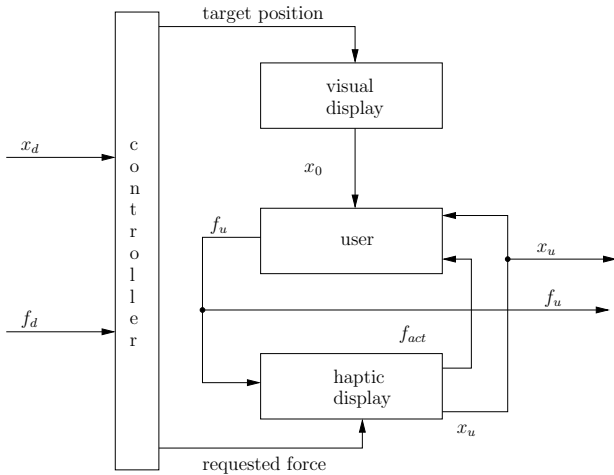 target position
visual
display
x_d
c
o
n
t
r
o
l
l
e
r
x_0
f_u
user
x_u
f_u
f_d
f_act
haptic
display
x_u
requested force